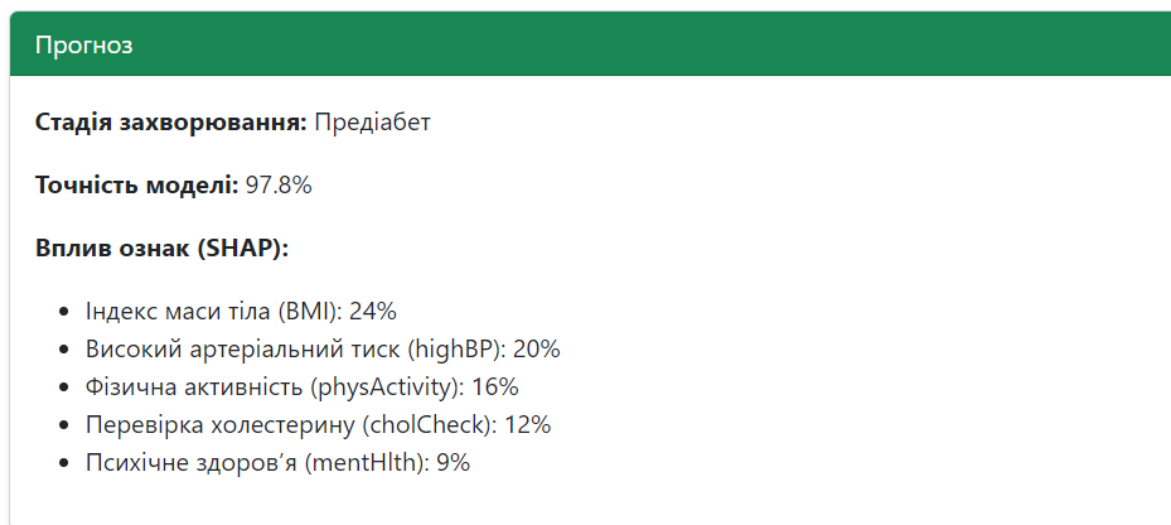 Прогноз
Стадія захворювання: Предіабет
Точність моделі: 97.8%
Вплив ознак (SHAP):
• Індекс маси тіла (BMI): 24%
• Високий артеріальний тиск (highBP): 20%
• Фізична активність (physActivity): 16%
• Перевірка холестерину (cholCheck): 12%
• Психічне здоров’я (mentHlth): 9%